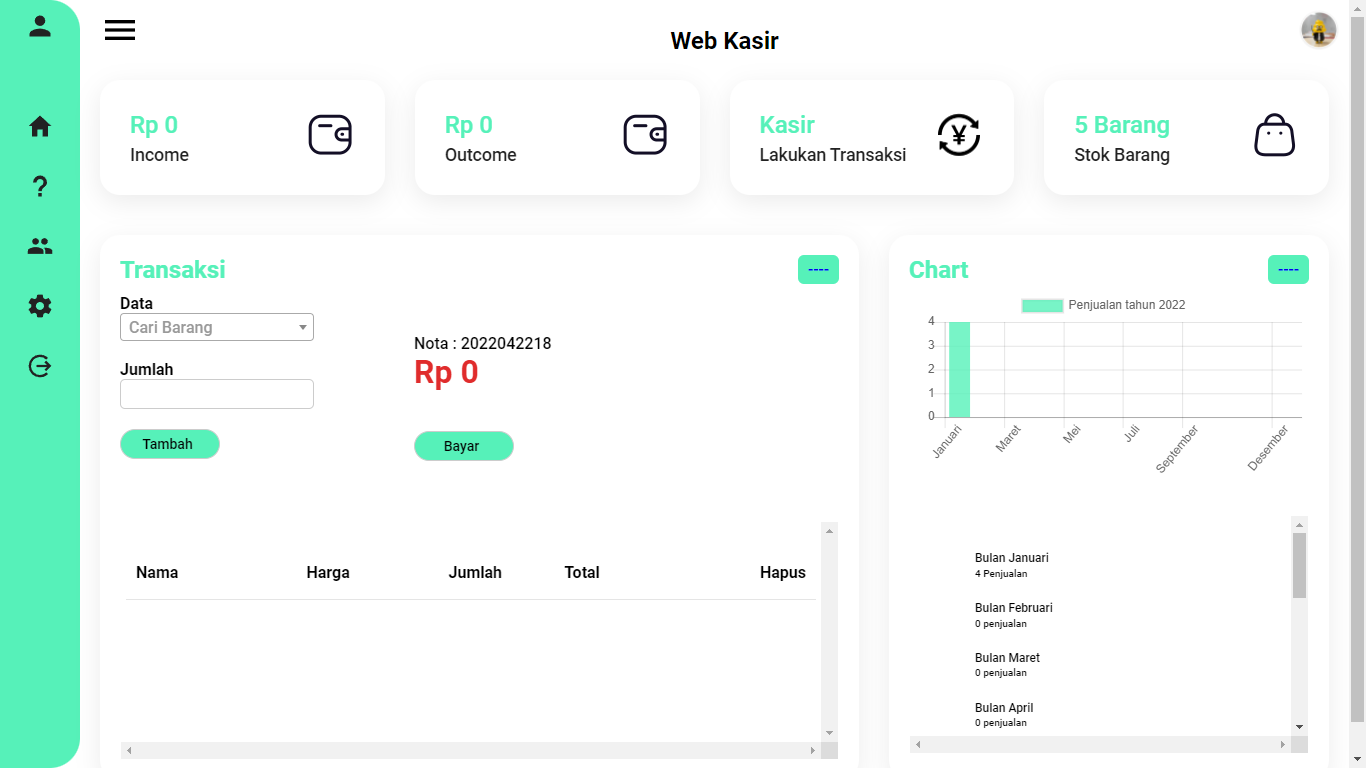 Web Kasir
Rp 0
Income
Rp 0
Outcome
Kasir
Lakukan Transaksi
¥
5 Barang
Stok Barang
?
Transaksi
----
Data
Cari Barang
Jumlah
Tambah
Nota : 2022042218
Rp 0
Bayar
Nama Harga Jumlah Total Hapus
Chart
----
Penjualan tahun 2022
4
3
2
1
0
Januari Maret Mei Juli September Desember
Bulan Januari
4 Penjualan
Bulan Februari
0 penjualan
Bulan Maret
0 penjualan
Bulan April
0 penjualan